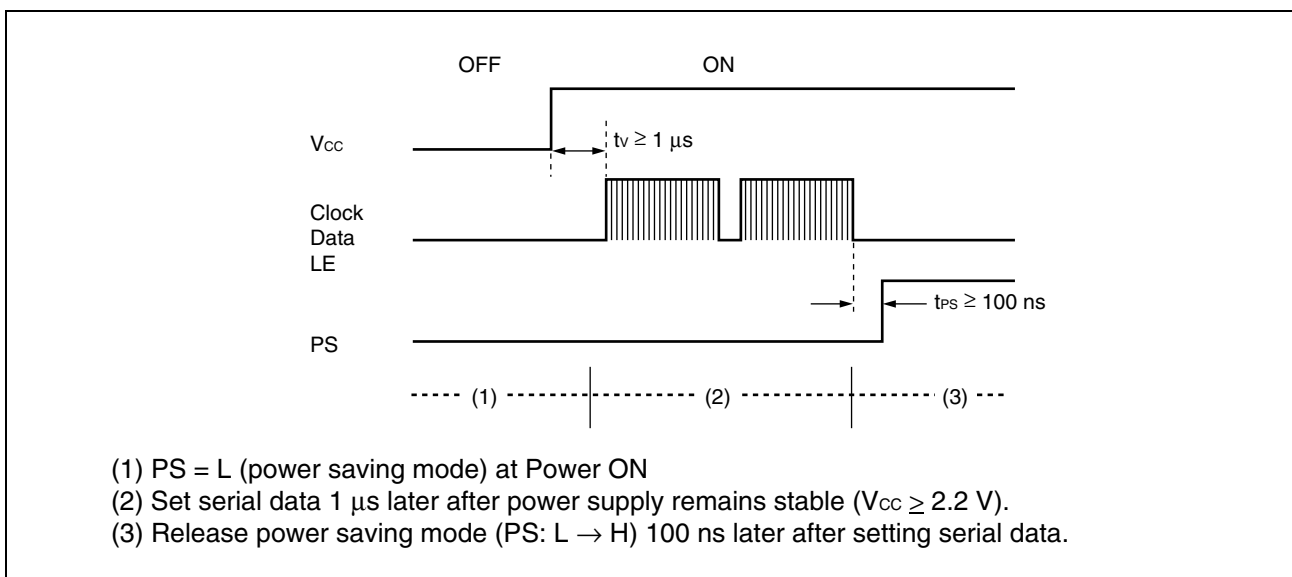 OFF ON
VCC
tV ≥ 1 μs
Clock
Data
LE
tPS ≥ 100 ns
PS
(1) (2) (3)
(1) PS = L (power saving mode) at Power ON
(2) Set serial data 1 μs later after power supply remains stable (VCC ≥ 2.2 V).
(3) Release power saving mode (PS: L → H) 100 ns later after setting serial data.